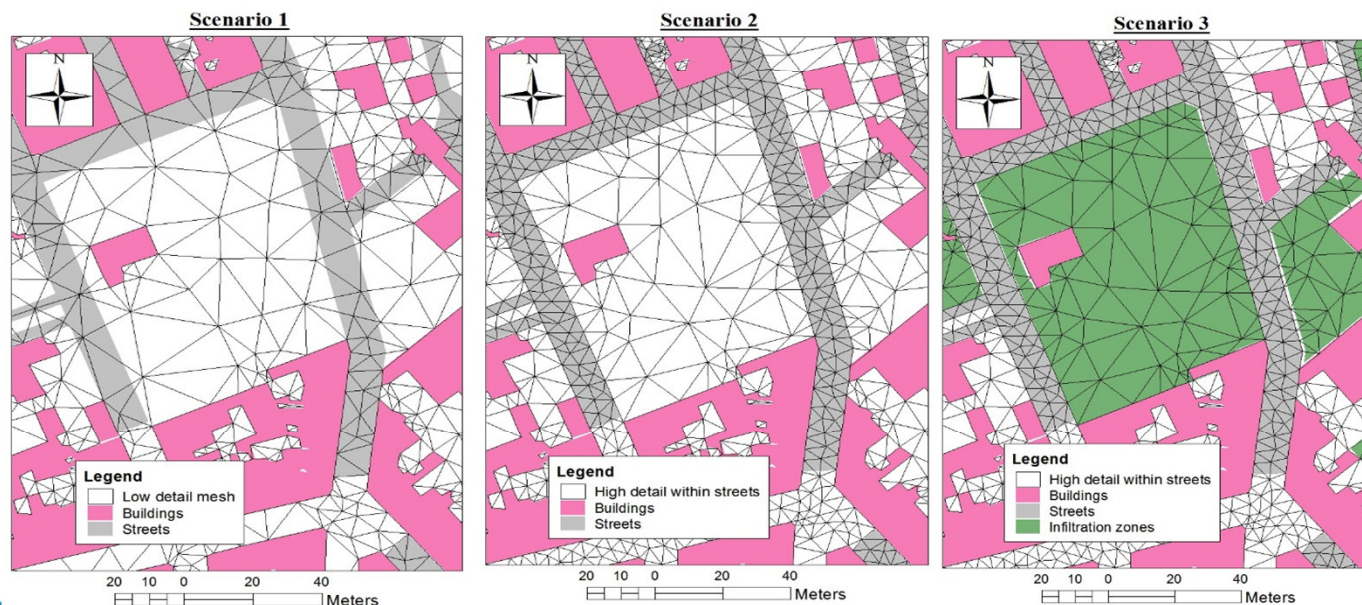 Scenario 1
N
Legend
Low detail mesh
Buildings
Streets
20 10 0 20 40
Meters
Scenario 2
N
Legend
High detail within streets
Buildings
Streets
20 10 0 20 40
Meters
Scenario 3
N
Legend
High detail within streets
Buildings
Streets
Infiltration zones
20 10 0 20 40
Meters